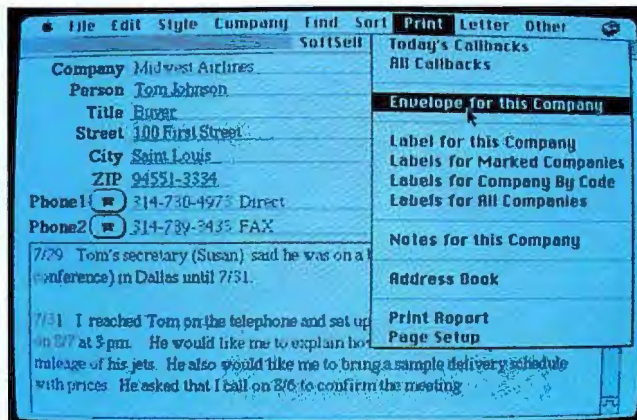 File Edit Style Company Find Sort Print Letter Other
SoftSell
Company Midwest Airlines
Person Tom Johnson
Title Buyer
Street 100 First Street
City Saint Louis
ZIP 94551-3334
Phone1 314-730-4973 Direct
Phone2 314-789-3433 FAX
Today's Callbacks
All Callbacks
Envelope for this Company
Label for this Company
Labels for Marked Companies
Labels for Company By Code
Labels for All Companies
Notes for this Company
Address Book
Print Report
Page Setup
7/29 Tom's secretary (Susan) said he was on a
conference) in Dallas until 7/31.
7/31 I reached Tom on the telephone and set up
on 8/7 at 3 pm. He would like me to explain
mileage of his jets. He also would like me to bring a sample delivery schedule
with prices. He asked that I call on 8/6 to confirm the meeting